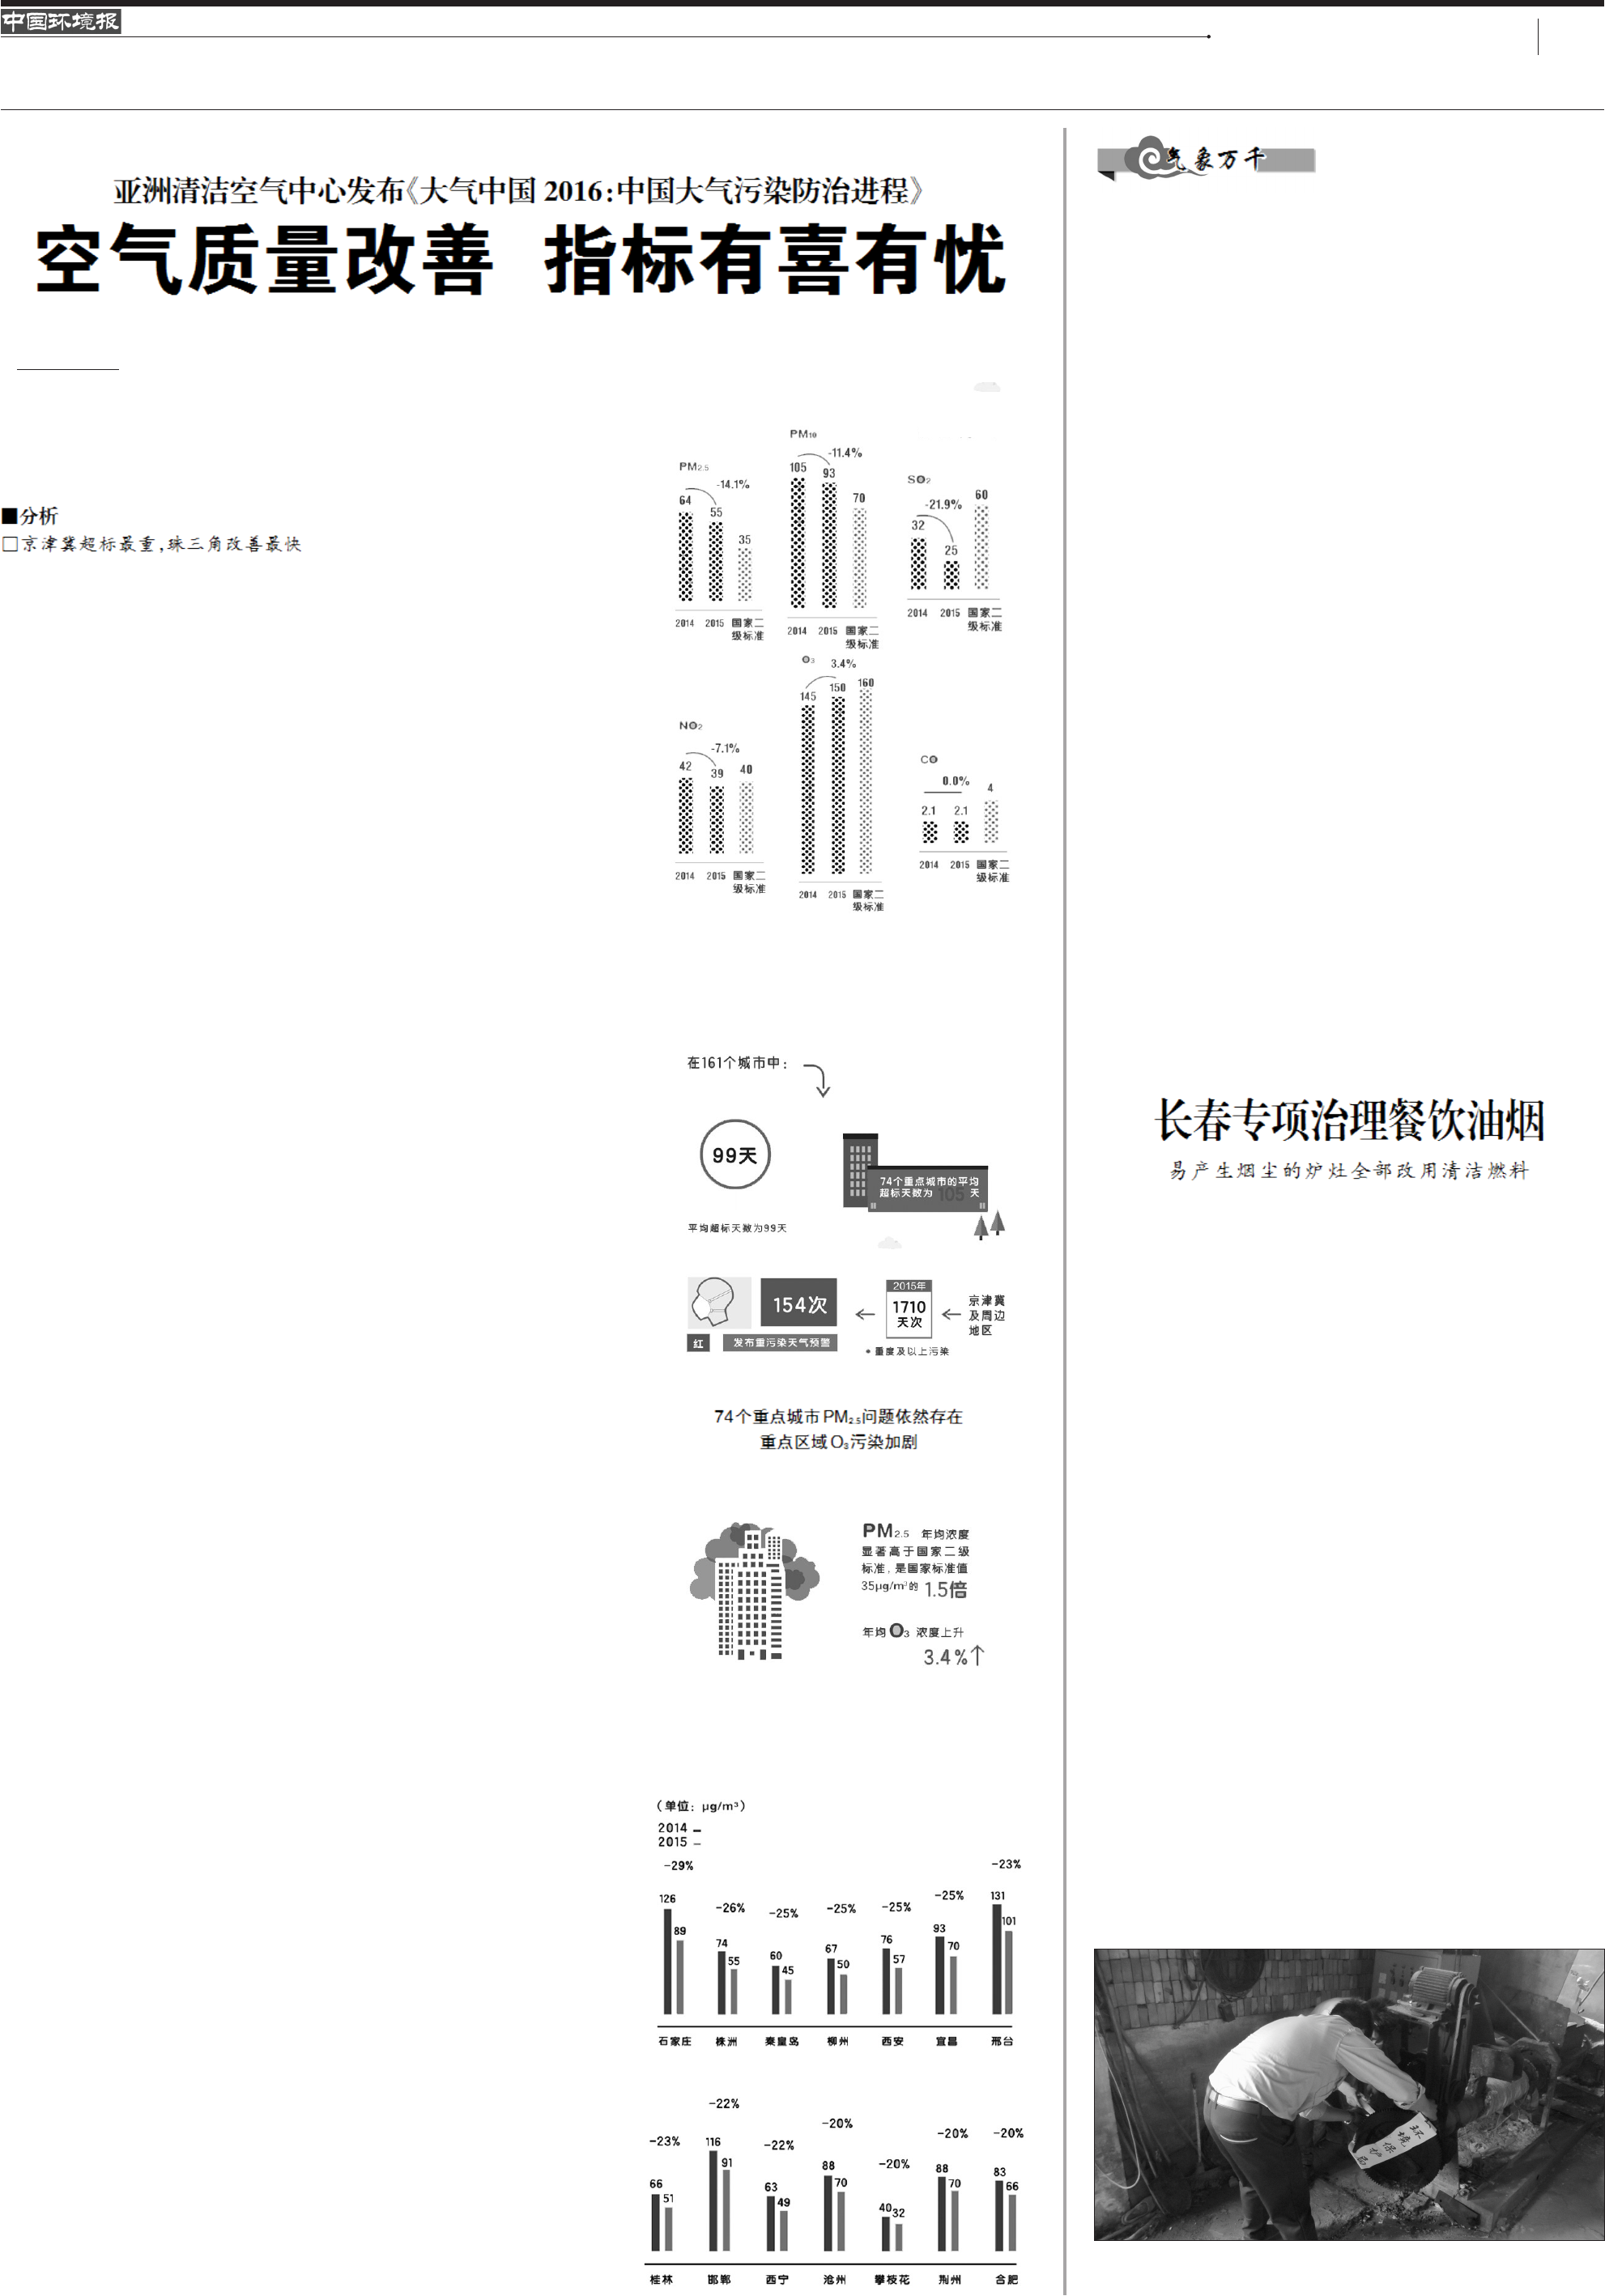 中国环境报
亚洲清洁空气中心发布《大气中国 2016:中国大气污染防治进程》
空气质量改善 指标有喜有忧
■分析
□京津冀超标最重,珠三角改善最快
PM2.5
-14.1%
64
55
35
2014 2015 国家二
级标准
PM10
-11.4%
105
93
70
2014 2015 国家二
级标准
SO2
-21.9%
32
25
60
2014 2015 国家二
级标准
NO2
-7.1%
42
39
40
2014 2015 国家二
级标准
O3
3.4%
145
150
160
2014 2015 国家二
级标准
CO
0.0%
2.1
2.1
4
2014 2015 国家二
级标准
在161个城市中:
99天
平均超标天数为99天
74个重点城市的平均
超标天数为 105 天
154次
红
发布重污染天气预警
2015年
1710
天次
• 重度及以上污染
京津冀
及周边
地区
74个重点城市PM2.5问题依然存在
重点区域O3污染加剧
PM2.5 年均浓度
显著高于国家二级
标准,是国家标准值
35μg/m³的 1.5倍
年均O3 浓度上升
3.4%↑
(单位: μg/m³)
2014
2015
-29% -26% -25% -25% -25% -25% -23%
126 89 74 55 60 45 67 50 76 57 93 70 131 101
石家庄 株洲 秦皇岛 柳州 西安 宜昌 邢台
-23% -22% -22% -20% -20% -20% -20%
66 51 116 91 63 49 88 70 40 32 88 70 83 66
桂林 邯郸 西宁 沧州 攀枝花 荆州 合肥
气象万千
长春专项治理餐饮油烟
易产生烟尘的炉灶全部改用清洁燃料
环境保护局